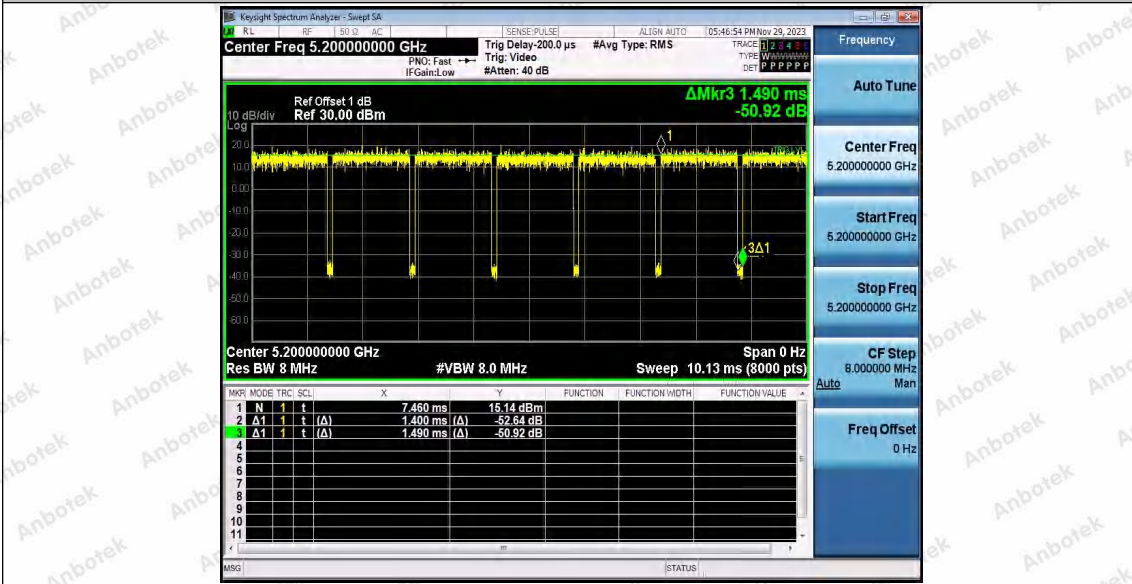 Keysight Spectrum Analyzer - Swept SA
RL RF 50 Ω AC SENSE:PULSE ALIGN AUTO 05:46:54 PM Nov 29, 2023
Center Freq 5.200000000 GHz
PNO: Fast
IFGain:Low
Trig Delay-200.0 µs
Trig: Video
#Atten: 40 dB
#Avg Type: RMS
TRACE 1 2 3 4 5 6
TYPE W
DET P P P P P P
Ref Offset 1 dB
10 dB/div Ref 30.00 dBm
Log
ΔMkr3 1.490 ms
-50.92 dB
20.0
10.0
0.00
-10.0
-20.0
-30.0
-40.0
-50.0
-60.0
1
3Δ1
Center 5.200000000 GHz Span 0 Hz
Res BW 8 MHz #VBW 8.0 MHz Sweep 10.13 ms (8000 pts)
MKR MODE TRC SCL X Y FUNCTION FUNCTION WIDTH FUNCTION VALUE
1 N 1 t 7.460 ms 15.14 dBm
2 Δ1 1 t (Δ) 1.400 ms (Δ) -52.64 dB
3 Δ1 1 t (Δ) 1.490 ms (Δ) -50.92 dB
4
5
6
7
8
9
10
11
MSG STATUS
Frequency
Auto Tune
Center Freq
5.200000000 GHz
Start Freq
5.200000000 GHz
Stop Freq
5.200000000 GHz
CF Step
8.000000 MHz
Auto Man
Freq Offset
0 Hz
Anbotek